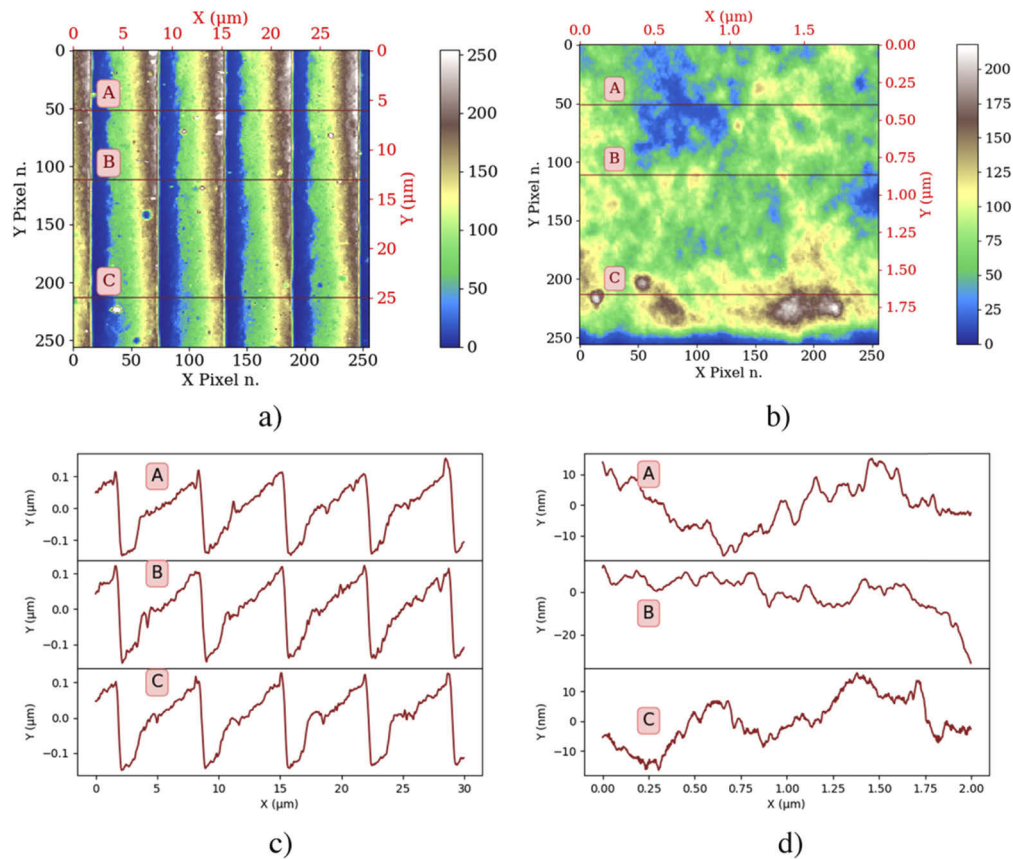 X (μm)
0 5 10 15 20 25
Y Pixel n.
0
50
100
150
200
250
A
B
C
0
5
10
15
20
25
Y (μm)
250
200
150
100
50
0
0 50 100 150 200 250
X Pixel n.
a)
X (μm)
0.0 0.5 1.0 1.5
Y Pixel n.
0
50
100
150
200
250
A
B
C
0.00
0.25
0.50
0.75
1.00
1.25
1.50
1.75
Y (μm)
200
175
150
125
100
75
50
25
0
0 50 100 150 200 250
X Pixel n.
b)
A
Y (μm)
0.1
0.0
−0.1
B
Y (μm)
0.1
0.0
−0.1
C
Y (μm)
0.1
0.0
−0.1
0 5 10 15 20 25 30
X (μm)
c)
A
Y (nm)
10
0
−10
B
Y (nm)
0
−20
C
Y (nm)
10
0
−10
0.00 0.25 0.50 0.75 1.00 1.25 1.50 1.75 2.00
X (μm)
d)